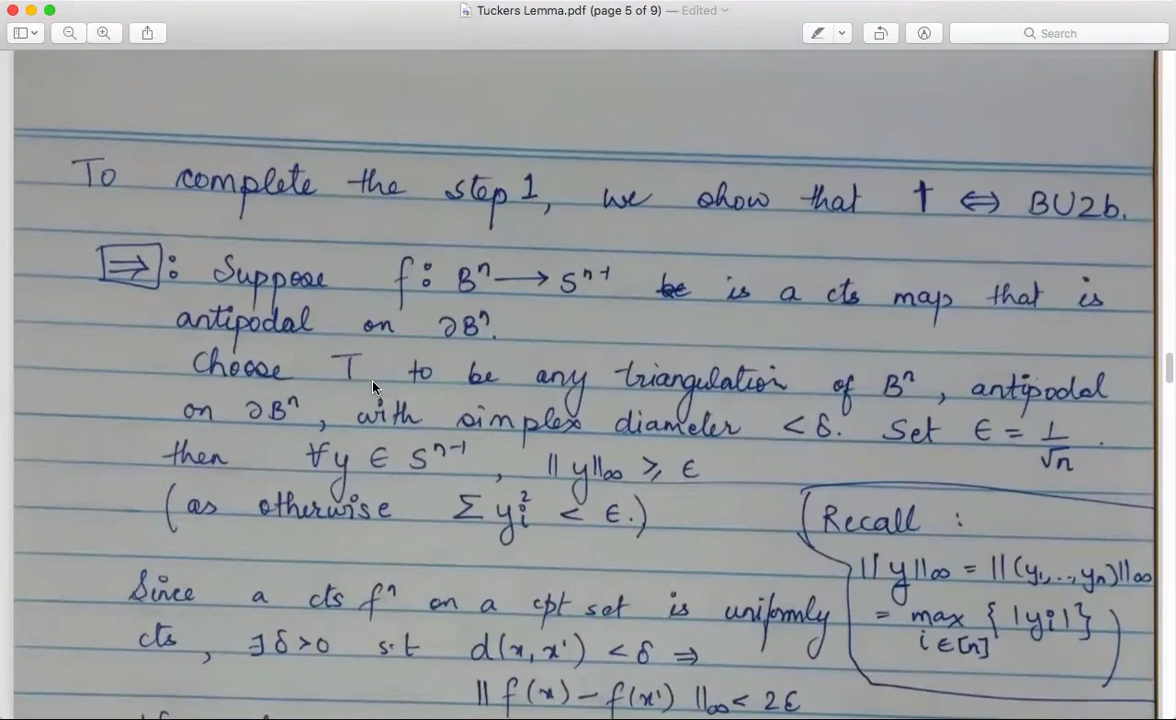 Tuckers Lemma.pdf (page 5 of 9) — Edited
Search
To complete the step 1, we show that † ⇔ BU2b.
⇒ : Suppose f : Bⁿ ⟶ Sⁿ⁻¹ is a cts map that is
antipodal on ∂Bⁿ.
Choose T to be any triangulation of Bⁿ, antipodal
on ∂Bⁿ, with simplex diameter < δ. Set ϵ = 1/√n .
then ∀y ∈ Sⁿ⁻¹, ‖y‖∞ ⩾ ϵ
(as otherwise Σ yᵢ² < ϵ.)
Recall :
‖y‖∞ = ‖(y₁,..,yₙ)‖∞
= max {|yᵢ|}
i∈[n]
Since a cts fⁿ on a cpt set is uniformly
cts, ∃δ>0 s.t d(x,x') < δ ⇒
‖f(x) − f(x')‖∞ < 2ϵ